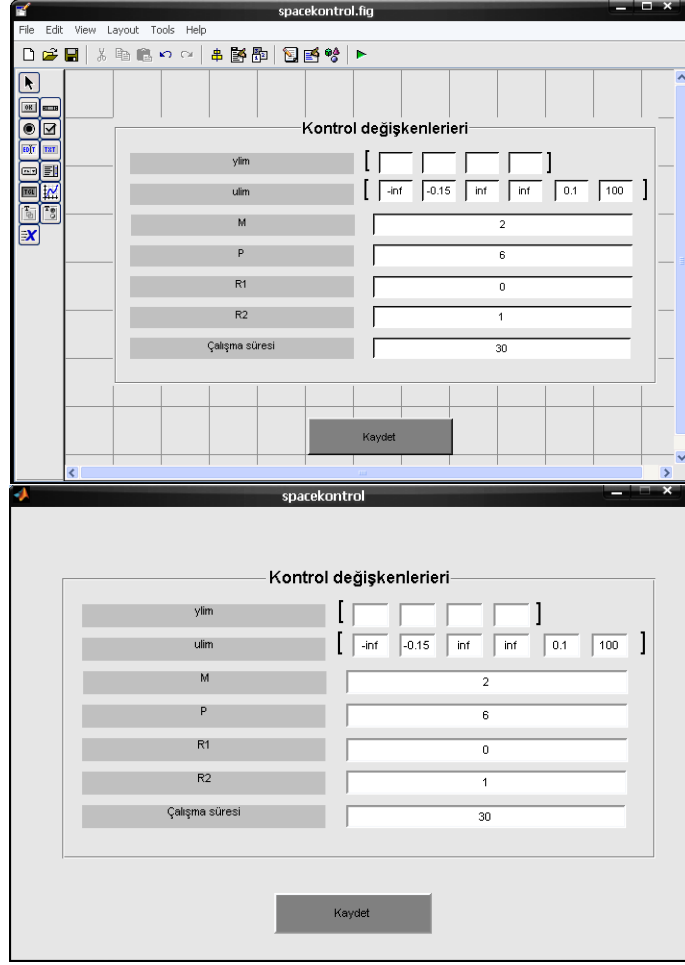 spacekontrol.fig
File Edit View Layout Tools Help
Kontrol değişkenlerieri
ylim [ ]
ulim [ -inf -0.15 inf inf 0.1 100 ]
M 2
P 6
R1 0
R2 1
Çalışma süresi 30
Kaydet
spacekontrol
Kontrol değişkenlerieri
ylim [ ]
ulim [ -inf -0.15 inf inf 0.1 100 ]
M 2
P 6
R1 0
R2 1
Çalışma süresi 30
Kaydet